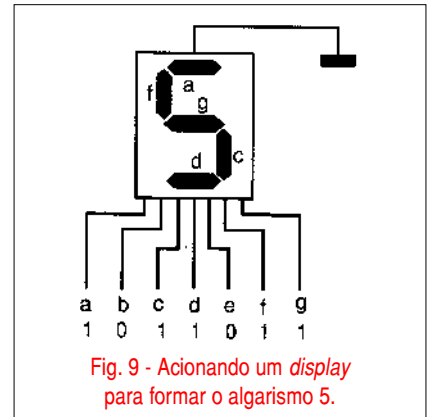 a
f
g
d c
a b c d e f g
1 0 1 1 0 1 1
Fig. 9 - Acionando um display
para formar o algarismo 5.